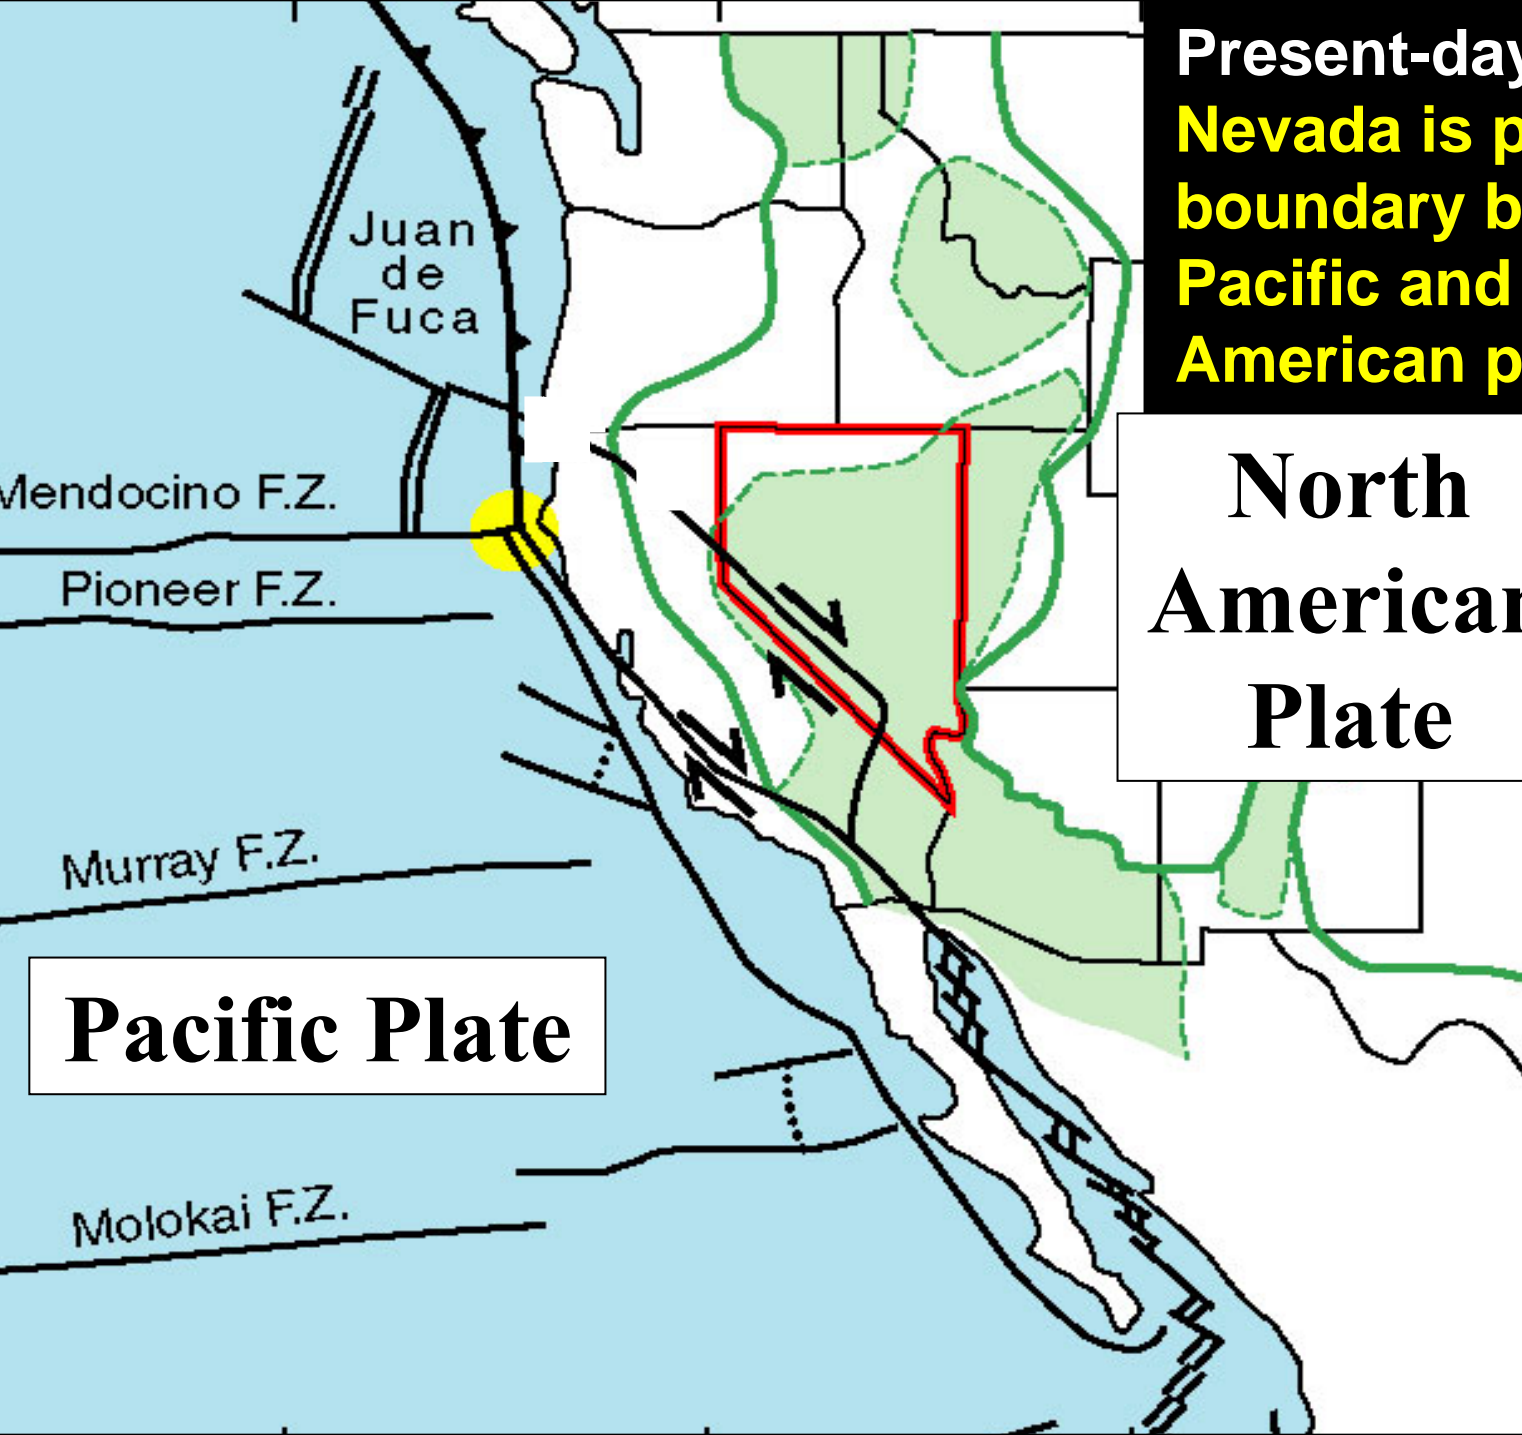 Present-day
Nevada is p
boundary b
Pacific and
American p
Juan
de
Fuca
Mendocino F.Z.
Pioneer F.Z.
North
American
Plate
Murray F.Z.
Pacific Plate
Molokai F.Z.